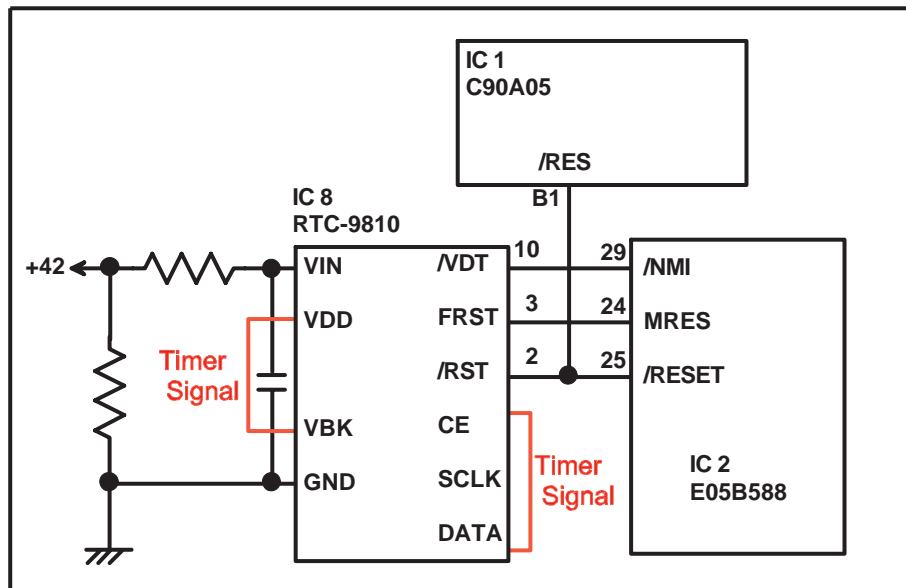 IC 1
C90A05
/RES
B1
IC 8
RTC-9810
+42
VIN
/VDT
10
29
/NMI
VDD
FRST
3
24
MRES
Timer
Signal
/RST
2
25
/RESET
VBK
CE
GND
SCLK
Timer
Signal
DATA
IC 2
E05B588